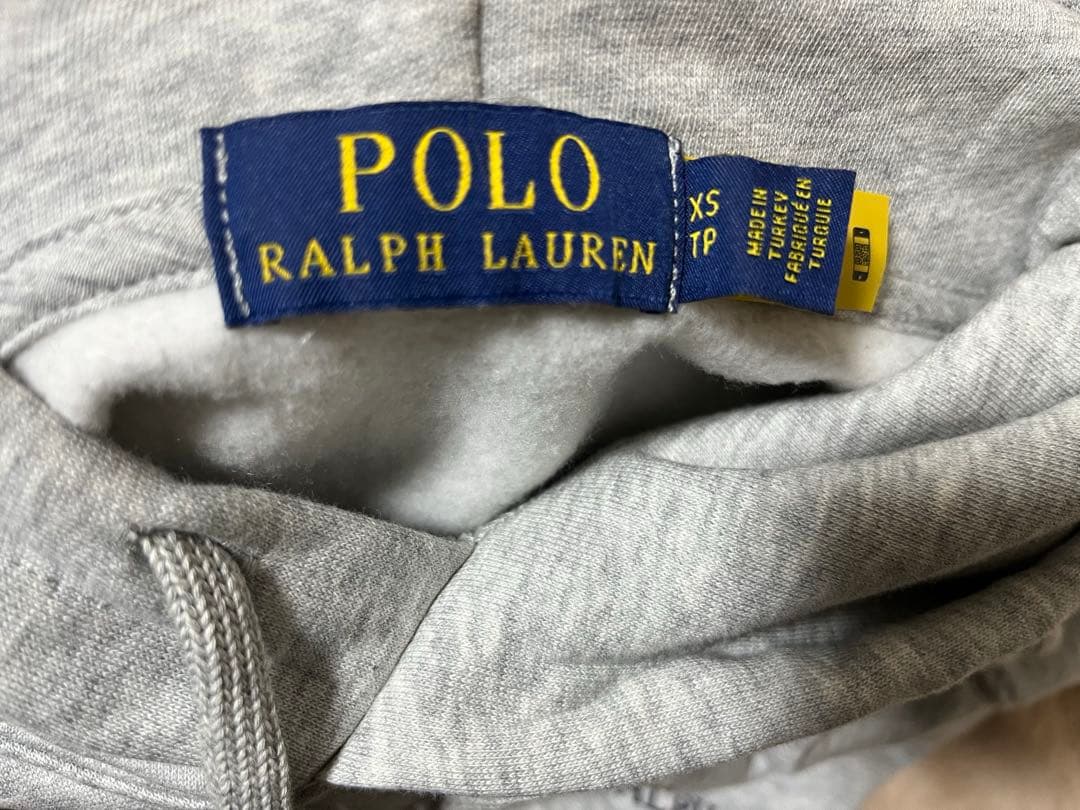 POLO
RALPH LAUREN
XS
TP
MADE IN
TURKEY
FABRIQUÉ EN
TURQUIE